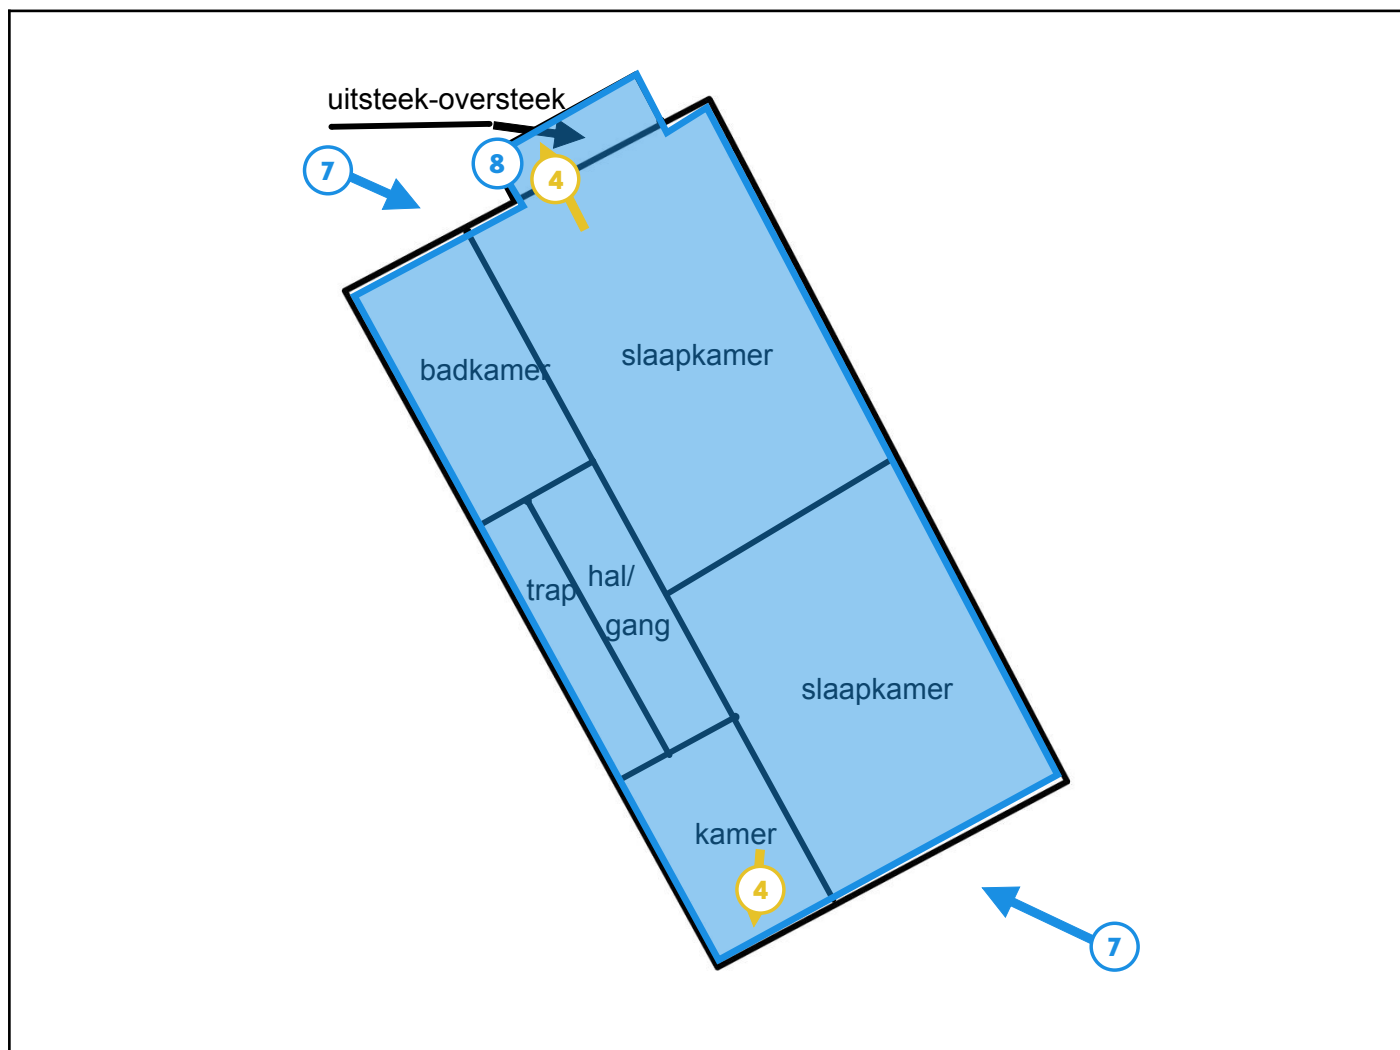 uitsteek-oversteek
7
8
4
badkamer
slaapkamer
trap
hal/
gang
slaapkamer
kamer
4
7